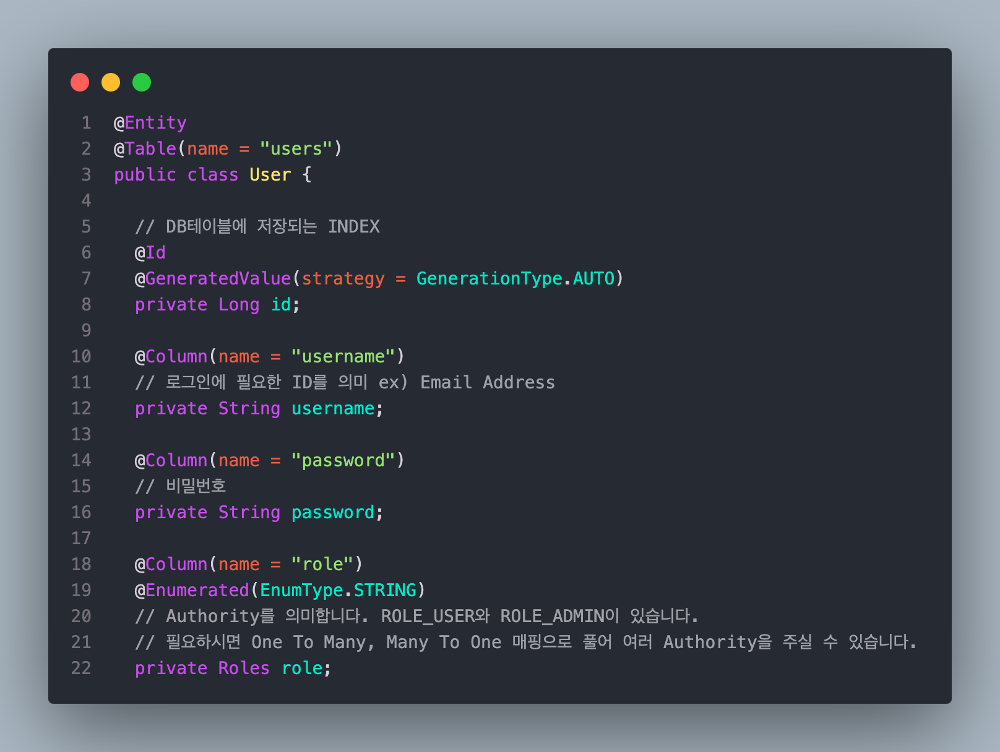 1 @Entity
2 @Table(name = "users")
3 public class User {
4
5 // DB테이블에 저장되는 INDEX
6 @Id
7 @GeneratedValue(strategy = GenerationType.AUTO)
8 private Long id;
9
10 @Column(name = "username")
11 // 로그인에 필요한 ID를 의미 ex) Email Address
12 private String username;
13
14 @Column(name = "password")
15 // 비밀번호
16 private String password;
17
18 @Column(name = "role")
19 @Enumerated(EnumType.STRING)
20 // Authority를 의미합니다. ROLE_USER와 ROLE_ADMIN이 있습니다.
21 // 필요하시면 One To Many, Many To One 매핑으로 풀어 여러 Authority을 주실 수 있습니다.
22 private Roles role;